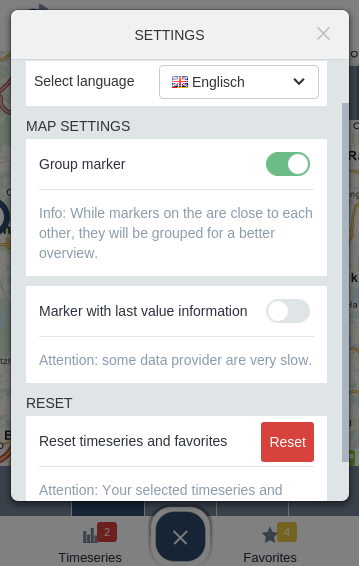 SETTINGS
Select language
Englisch
MAP SETTINGS
Group marker
Info: While markers on the are close to each
other, they will be grouped for a better
overview.
Marker with last value information
Attention: some data provider are very slow.
RESET
Reset timeseries and favorites
Reset
Attention: Your selected timeseries and
2
4
Timeseries
Favorites